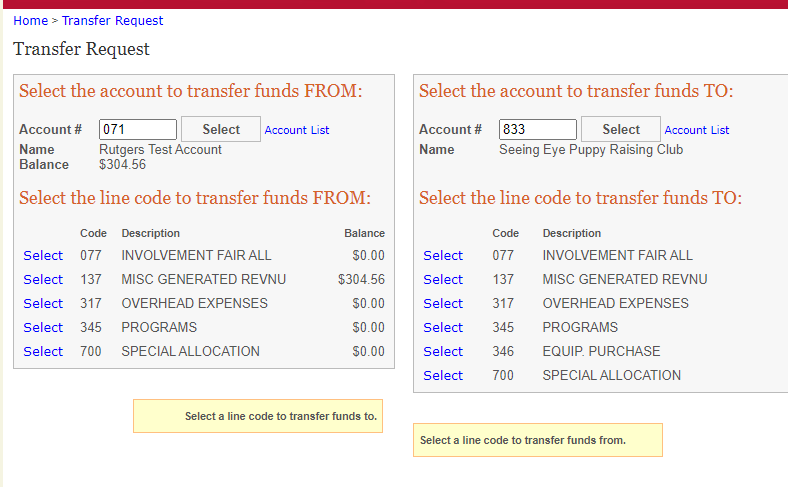 Home > Transfer Request
Transfer Request
Select the account to transfer funds FROM:
Account # 071 Select Account List
Name Rutgers Test Account
Balance $304.56
Select the line code to transfer funds FROM:
Code Description Balance
Select 077 INVOLVEMENT FAIR ALL $0.00
Select 137 MISC GENERATED REVNU $304.56
Select 317 OVERHEAD EXPENSES $0.00
Select 345 PROGRAMS $0.00
Select 700 SPECIAL ALLOCATION $0.00
Select a line code to transfer funds to.
Select the account to transfer funds TO:
Account # 833 Select Account List
Name Seeing Eye Puppy Raising Club
Select the line code to transfer funds TO:
Code Description
Select 077 INVOLVEMENT FAIR ALL
Select 137 MISC GENERATED REVNU
Select 317 OVERHEAD EXPENSES
Select 345 PROGRAMS
Select 346 EQUIP. PURCHASE
Select 700 SPECIAL ALLOCATION
Select a line code to transfer funds from.